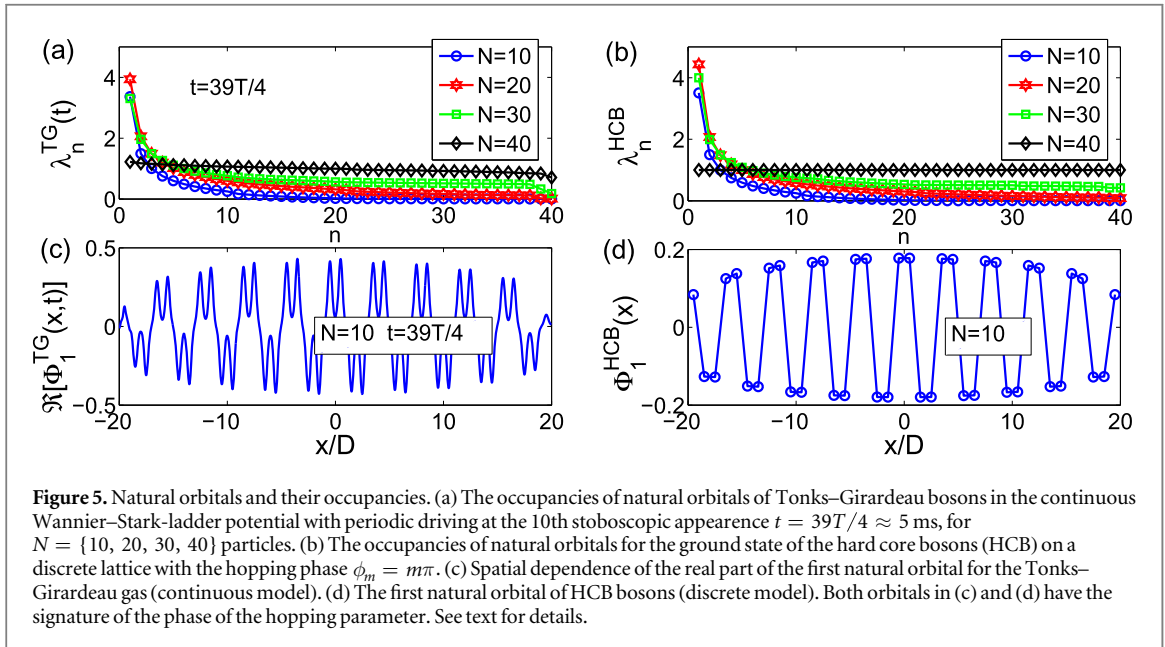 (a)
4
2
0
λ_n^TG(t)
t=39T/4
N=10
N=20
N=30
N=40
0 10 20 30 40
n
(b)
4
2
0
λ_n^HCB
N=10
N=20
N=30
N=40
0 10 20 30 40
n
(c)
0.5
0
−0.5
ℜ[Φ_1^TG(x,t)]
N=10 t=39T/4
−20 −10 0 10 20
x/D
(d)
0.2
0
−0.2
Φ_1^HCB(x)
N=10
−20 −10 0 10 20
x/D
Figure 5. Natural orbitals and their occupancies. (a) The occupancies of natural orbitals of Tonks–Girardeau bosons in the continuous
Wannier–Stark-ladder potential with periodic driving at the 10th stoboscopic appearence t = 39T/4 ≈ 5 ms, for
N = {10, 20, 30, 40} particles. (b) The occupancies of natural orbitals for the ground state of the hard core bosons (HCB) on a
discrete lattice with the hopping phase ϕ_m = mπ. (c) Spatial dependence of the real part of the first natural orbital for the Tonks–
Girardeau gas (continuous model). (d) The first natural orbital of HCB bosons (discrete model). Both orbitals in (c) and (d) have the
signature of the phase of the hopping parameter. See text for details.